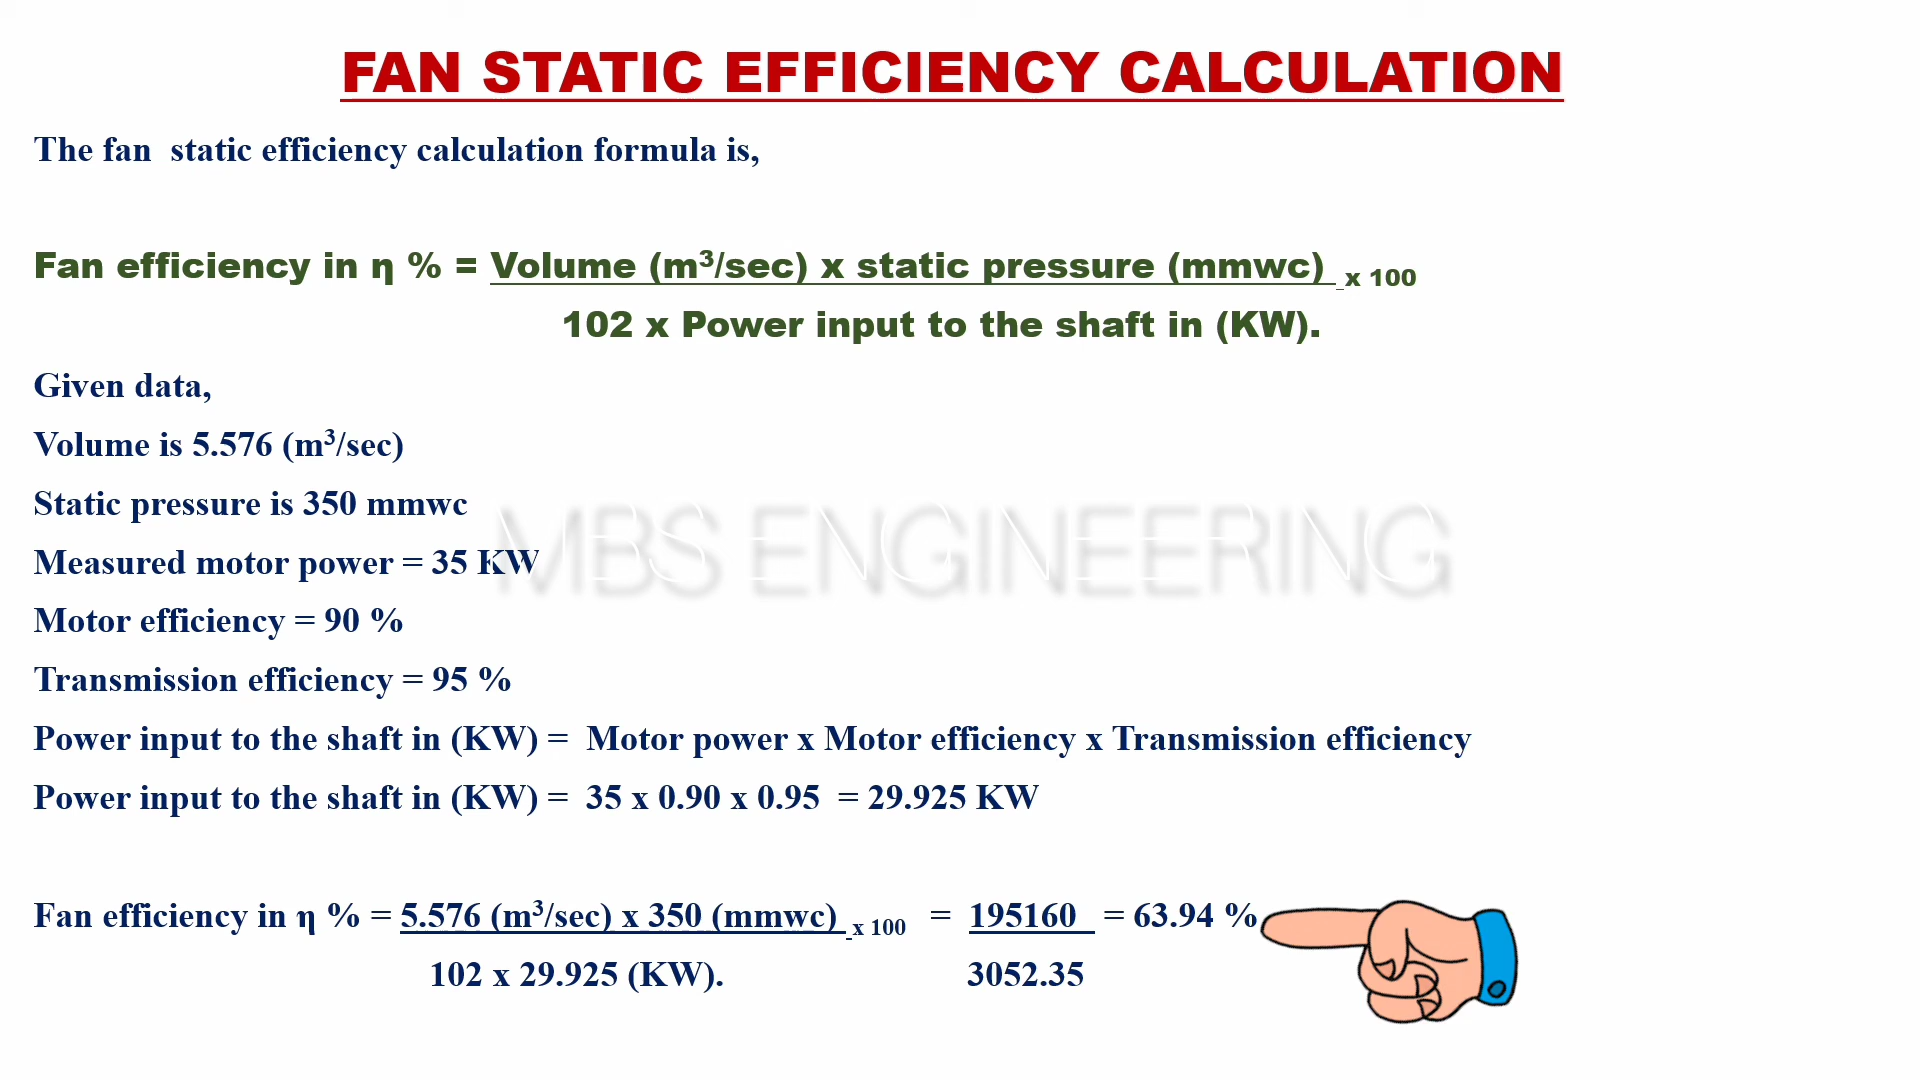 FAN STATIC EFFICIENCY CALCULATION
The fan static efficiency calculation formula is,
Fan efficiency in η % = Volume (m³/sec) x static pressure (mmwc) x 100
102 x Power input to the shaft in (KW).
Given data,
Volume is 5.576 (m³/sec)
Static pressure is 350 mmwc
MBS ENGINEERING
Measured motor power = 35 KW
Motor efficiency = 90 %
Transmission efficiency = 95 %
Power input to the shaft in (KW) = Motor power x Motor efficiency x Transmission efficiency
Power input to the shaft in (KW) = 35 x 0.90 x 0.95 = 29.925 KW
Fan efficiency in η % = 5.576 (m³/sec) x 350 (mmwc) x 100 = 195160 = 63.94 %
102 x 29.925 (KW). 3052.35